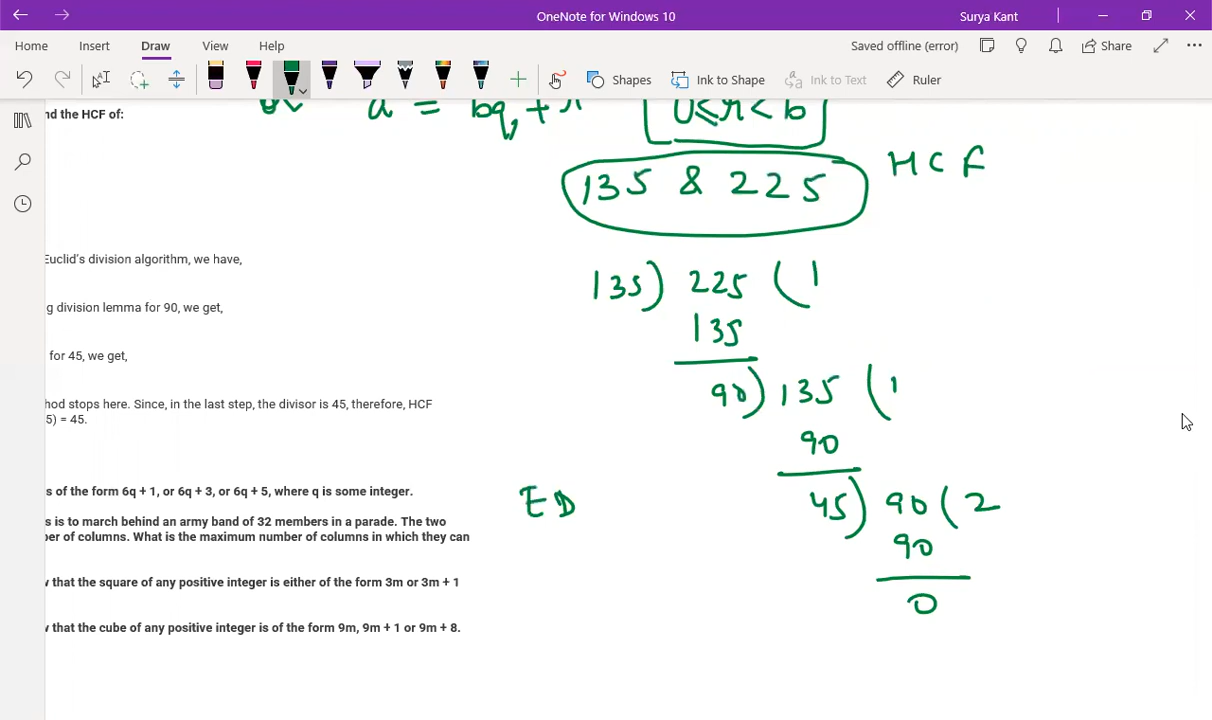 OneNote for Windows 10
Surya Kant
Home Insert Draw View Help
Saved offline (error)
Share
Shapes
Ink to Shape
Ink to Text
Ruler
nd the HCF of:
a = bq + r 0 ≤ r < b
135 & 225 HCF
Euclid's division algorithm, we have,
135) 225 ( 1
g division lemma for 90, we get,
135
for 45, we get,
90) 135 ( 1
hod stops here. Since, in the last step, the divisor is 45, therefore, HCF
5) = 45.
90
s of the form 6q + 1, or 6q + 3, or 6q + 5, where q is some integer.
ED
45) 90 ( 2
s is to march behind an army band of 32 members in a parade. The two
ber of columns. What is the maximum number of columns in which they can
90
that the square of any positive integer is either of the form 3m or 3m + 1
0
that the cube of any positive integer is of the form 9m, 9m + 1 or 9m + 8.